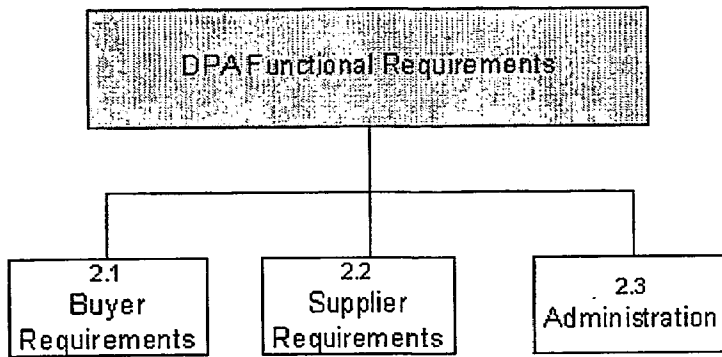 DPA Functional Requirements
2.1
Buyer
Requirements
2.2
Supplier
Requirements
2.3
Administration